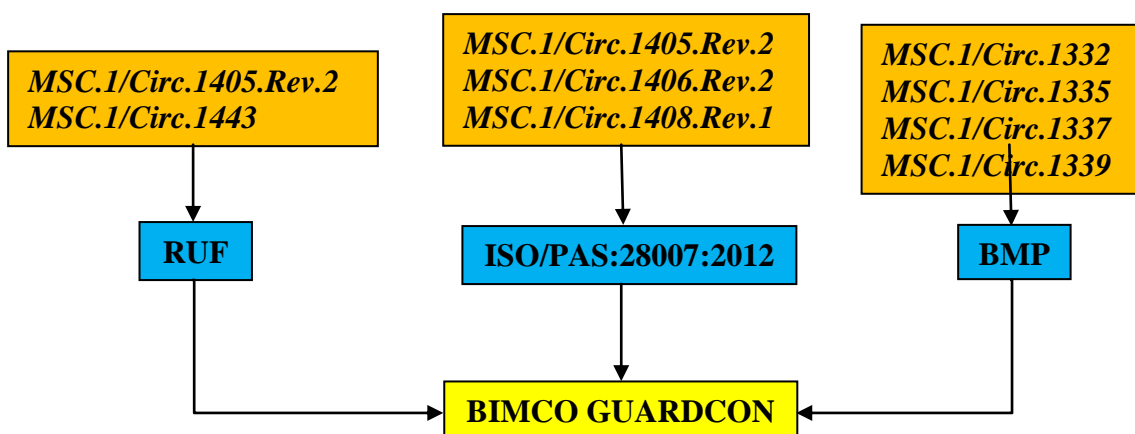 MSC.1/Circ.1405.Rev.2
MSC.1/Circ.1443
MSC.1/Circ.1405.Rev.2
MSC.1/Circ.1406.Rev.2
MSC.1/Circ.1408.Rev.1
MSC.1/Circ.1332
MSC.1/Circ.1335
MSC.1/Circ.1337
MSC.1/Circ.1339
RUF
ISO/PAS:28007:2012
BMP
BIMCO GUARDCON